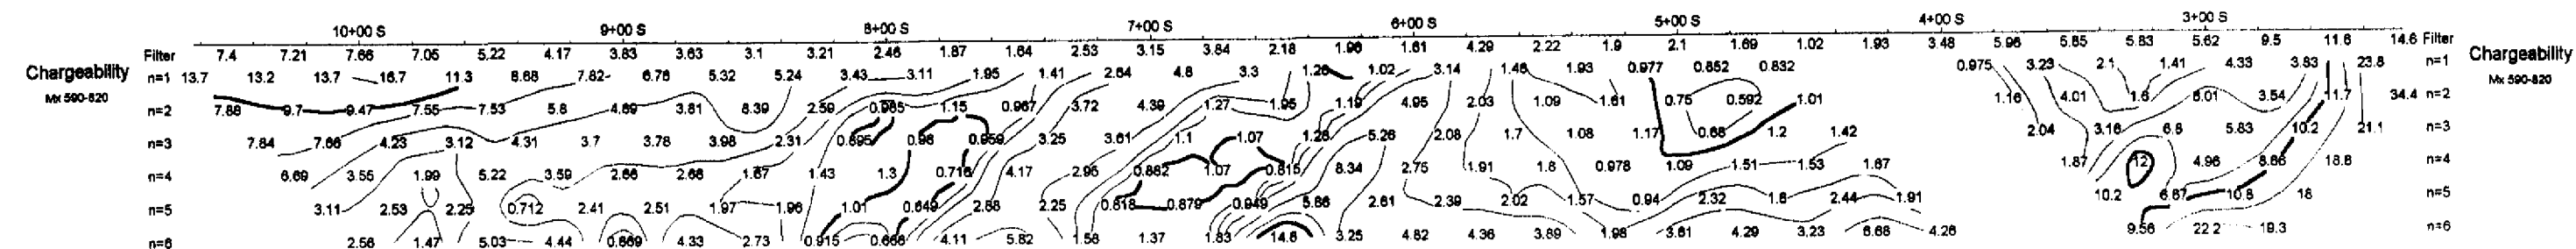 10+00 S 9+00 S 8+00 S 7+00 S 6+00 S 5+00 S 4+00 S 3+00 S
Filter 7.4 7.21 7.66 7.05 5.22 4.17 3.83 3.63 3.1 3.21 2.46 1.87 1.64 2.53 3.15 3.84 2.18 1.96 1.61 4.29 2.22 1.9 2.1 1.69 1.02 1.93 3.48 5.96 5.85 5.83 5.62 9.5 11.6 14.6 Filter
Chargeability n=1 13.7 13.2 13.7 16.7 11.3 8.68 7.82 6.76 5.32 5.24 3.43 3.11 1.95 1.41 2.64 4.8 3.3 1.26 1.02 3.14 1.46 1.93 0.977 0.852 0.832 0.975 3.23 2.1 1.41 4.33 3.83 23.8 n=1 Chargeability
Mx 590-820 Mx 590-820
n=2 7.88 9.7 9.47 7.55 7.53 5.8 4.69 3.81 8.39 2.59 0.985 1.15 0.967 3.72 4.39 1.27 1.95 1.19 4.95 2.03 1.09 1.61 0.75 0.592 1.01 1.16 4.01 1.8 6.01 3.54 11.7 34.4 n=2
n=3 7.84 7.66 4.23 3.12 4.31 3.7 3.78 3.98 2.31 0.895 0.98 0.959 3.25 3.61 1.1 1.07 1.28 5.26 2.08 1.7 1.08 1.17 0.68 1.2 1.42 2.04 3.16 6.8 5.83 10.2 21.1 n=3
n=4 6.69 3.55 1.99 5.22 3.59 2.66 2.66 1.67 1.43 1.3 0.716 4.17 2.95 0.882 1.07 0.815 8.34 2.75 1.91 1.6 0.978 1.09 1.51 1.53 1.67 1.87 12 4.96 8.66 18.8 n=4
n=5 3.11 2.53 2.25 0.712 2.41 2.51 1.97 1.96 1.01 0.649 2.88 2.25 0.818 0.879 0.949 5.86 2.61 2.39 2.02 1.57 0.94 2.32 1.8 2.44 1.91 10.2 6.87 10.8 18 n=5
n=6 2.56 1.47 5.03 4.44 0.869 4.33 2.73 0.915 0.666 4.11 5.82 1.58 1.37 1.83 14.8 3.25 4.82 4.36 3.89 1.98 3.61 4.29 3.23 6.68 4.26 9.56 22.2 19.3 n=6